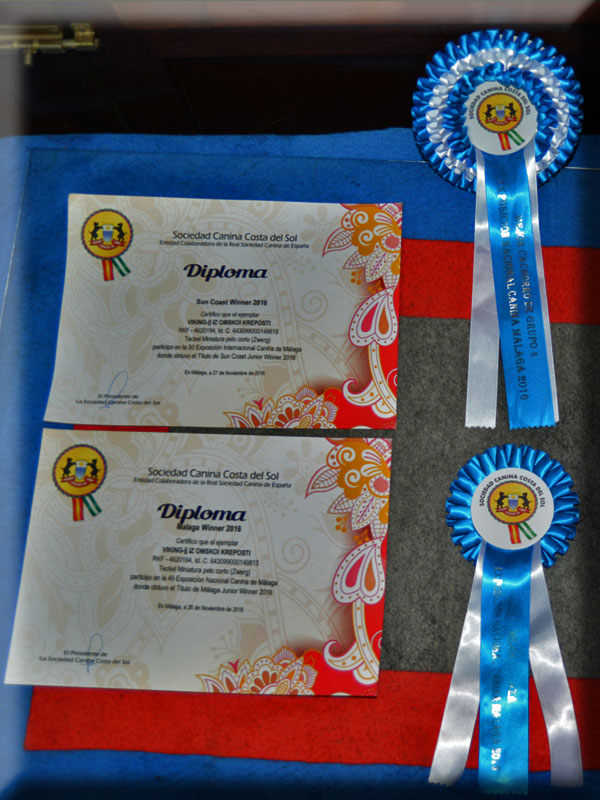 Sociedad Canina Costa del Sol
Entidad Colaboradora de la Real Sociedad Canina de España
Diploma
Sun Coast Winner 2016
Certifico que el ejemplar
VIKING-JJ IZ OMSKOI KREPOSTI
RKF - 4620194, Id. C: 643099000149815
Teckel Miniatura pelo corto (Zwerg)
participo en la 30 Exposición Internacional Canina de Málaga
donde obtuvo el Título de Sun Coast Junior Winner 2016
En Málaga, a 27 de Noviembre de 2016
El Presidente de
La Sociedad Canina Costa del Sol
Sociedad Canina Costa del Sol
Entidad Colaboradora de la Real Sociedad Canina de España
Diploma
Malaga Winner 2016
Certifico que el ejemplar
VIKING-JJ IZ OMSKOI KREPOSTI
RKF - 4620194, Id. C: 643099000149815
Teckel Miniatura pelo corto (Zwerg)
participo en la 49 Exposición Nacional Canina de Málaga
donde obtuvo el Título de Málaga Junior Winner 2016
En Málaga, a 26 de Noviembre de 2016
El Presidente de
La Sociedad Canina Costa del Sol
SOCIEDAD CANINA COSTA DEL SOL
CACHORRO DE GRUPO 4
CANINA MALAGA 2016
SOCIEDAD CANINA COSTA DEL SOL